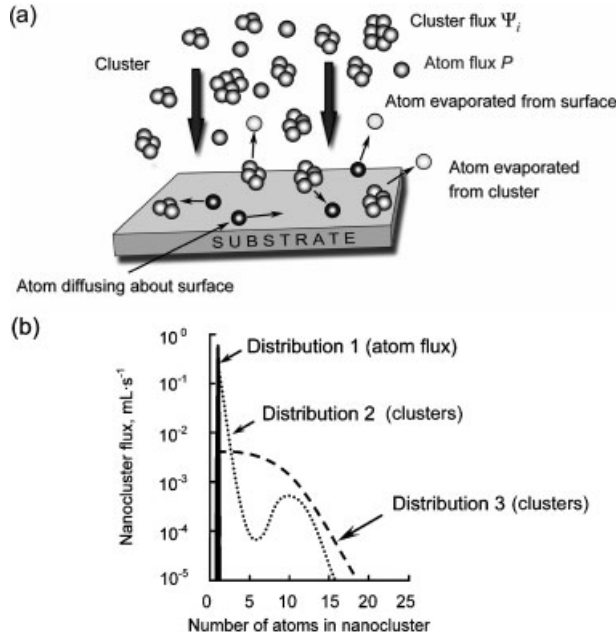 (a)
Cluster flux Ψi
Cluster
Atom flux P
Atom evaporated from surface
Atom evaporated
from cluster
SUBSTRATE
Atom diffusing about surface
(b)
Nanocluster flux, mL·s⁻¹
10⁰
10⁻¹
10⁻²
10⁻³
10⁻⁴
10⁻⁵
Distribution 1 (atom flux)
Distribution 2 (clusters)
Distribution 3 (clusters)
0 5 10 15 20 25
Number of atoms in nanocluster